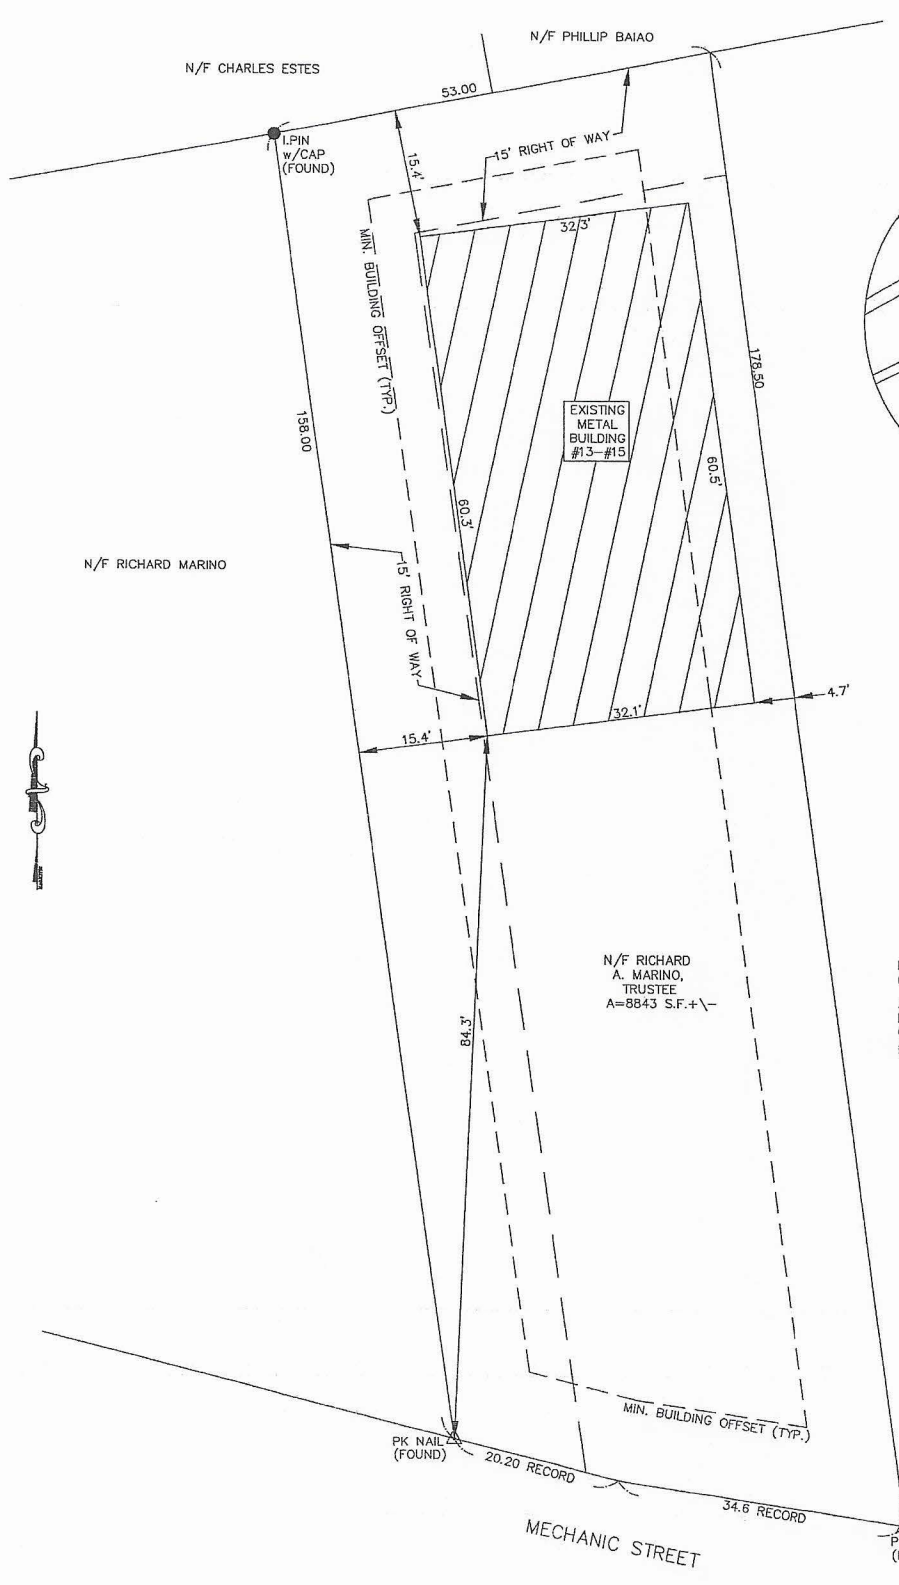 N/F PHILLIP BAIAO
N/F CHARLES ESTES
53.00
I.PIN
w/CAP
(FOUND)
15' RIGHT OF WAY
15.4'
32.3'
MIN. BUILDING OFFSET (TYP.)
178.50
158.00
EXISTING
METAL
BUILDING
#13-#15
60.5'
60.3'
N/F RICHARD MARINO
15' RIGHT OF WAY
4.7'
32.1'
15.4'
N/F RICHARD
A. MARINO,
TRUSTEE
A=8843 S.F.+\-
84.3'
MIN. BUILDING OFFSET (TYP.)
PK NAIL
(FOUND)
20.20 RECORD
34.6 RECORD
MECHANIC STREET